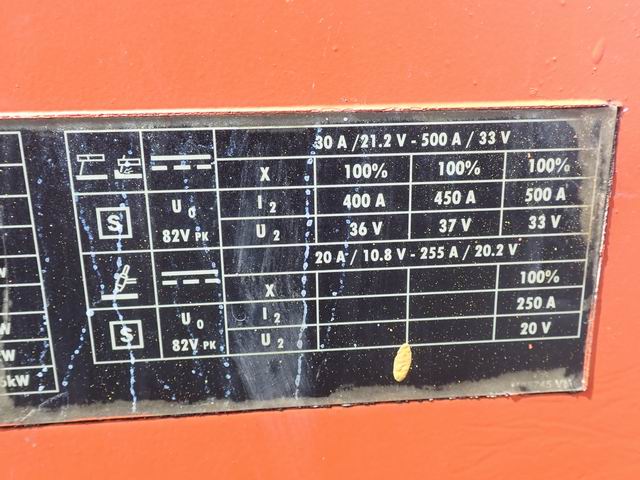 30 A /21.2 V - 500 A / 33 V
X 100% 100% 100%
U0 I2 400 A 450 A 500 A
S 82V PK U2 36 V 37 V 33 V
20 A / 10.8 V - 255 A / 20.2 V
X 100%
U0 I2 250 A
S 82V PK U2 20 V
W
W
W
5kW